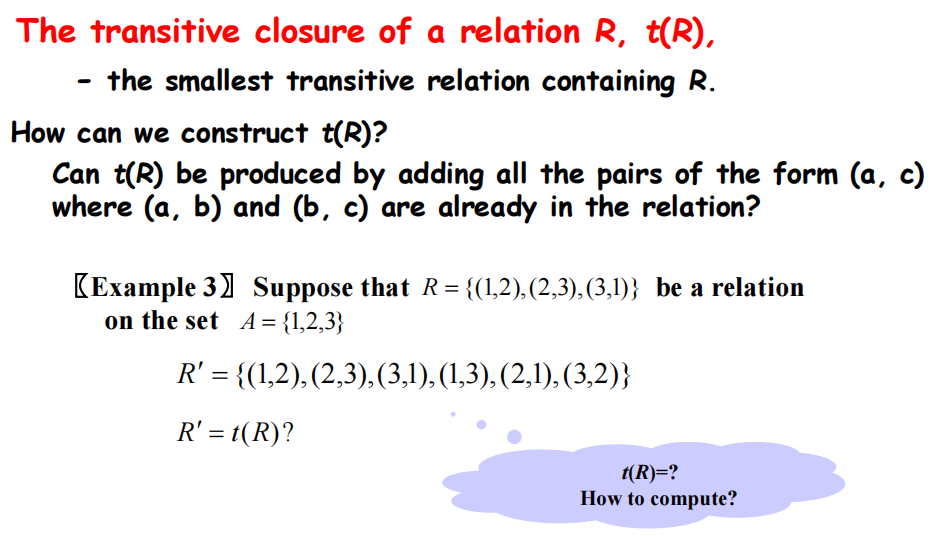 The transitive closure of a relation R, t(R),
- the smallest transitive relation containing R.
How can we construct t(R)?
Can t(R) be produced by adding all the pairs of the form (a, c)
where (a, b) and (b, c) are already in the relation?
〖Example 3〗 Suppose that R = {(1,2),(2,3),(3,1)} be a relation
on the set A = {1,2,3}
R′ = {(1,2),(2,3),(3,1),(1,3),(2,1),(3,2)}
R′ = t(R)?
t(R)=?
How to compute?